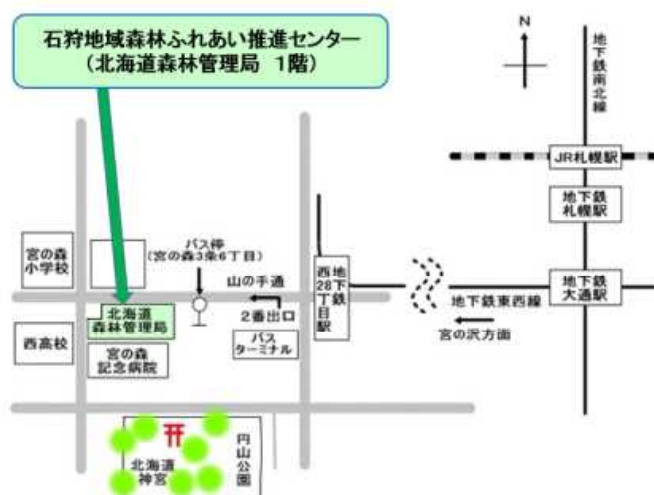 石狩地域森林ふれあい推進センター
(北海道森林管理局 1階)
N
地下鉄南北線
JR札幌駅
地下鉄
札幌駅
地下鉄
大通駅
地下鉄東西線
宮の沢方面
地下鉄
西28丁目駅
バス停
(宮の森3条6丁目)
山の手通
2番出口
バス
ターミナル
宮の森
小学校
北海道
森林管理局
西高校
宮の森
記念病院
北海道
神宮
円山公園